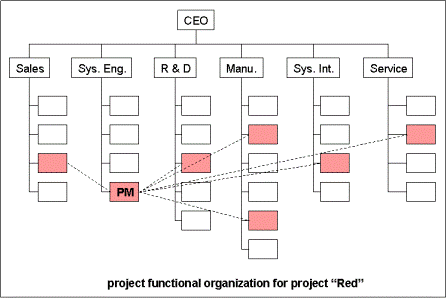 CEO
Sales Sys. Eng. R & D Manu. Sys. Int. Service
PM
project functional organization for project “Red”